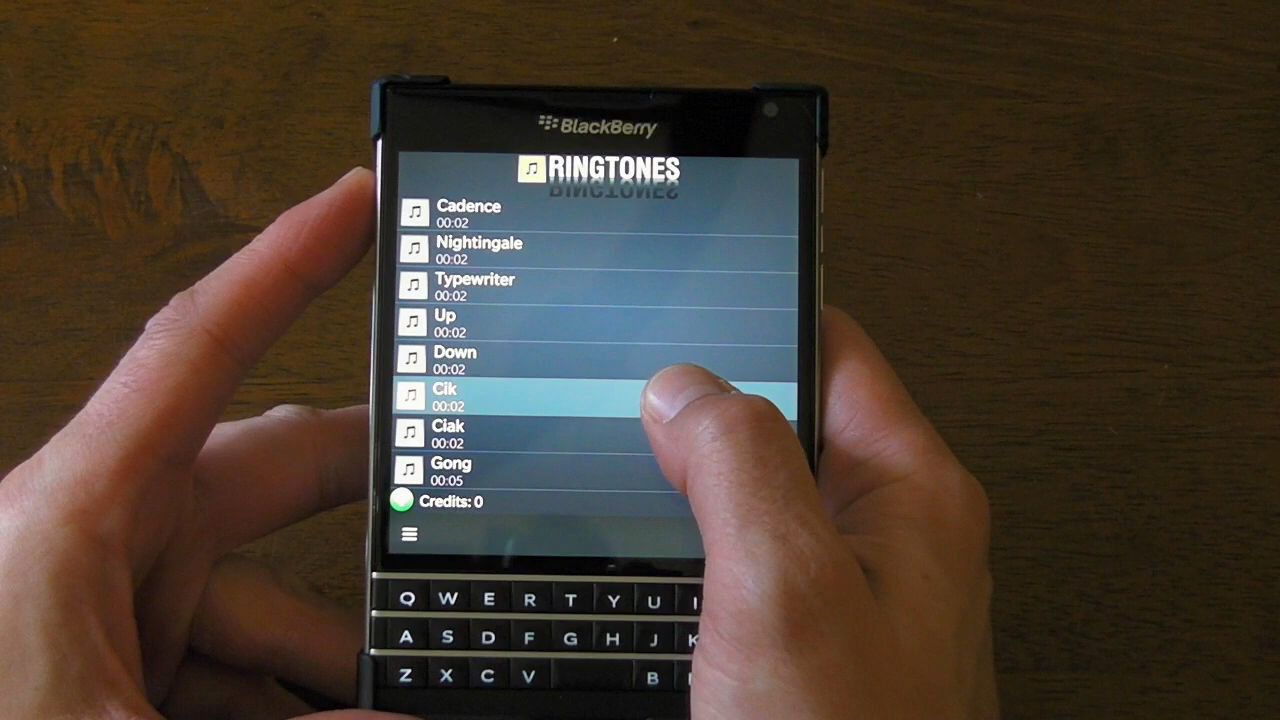 BlackBerry
RINGTONES
Cadence
00:02
Nightingale
00:02
Typewriter
00:02
Up
00:02
Down
00:02
Cik
00:02
Ciak
00:02
Gong
00:05
Credits: 0
Q W E R T Y U I
A S D F G H J K
Z X C V B